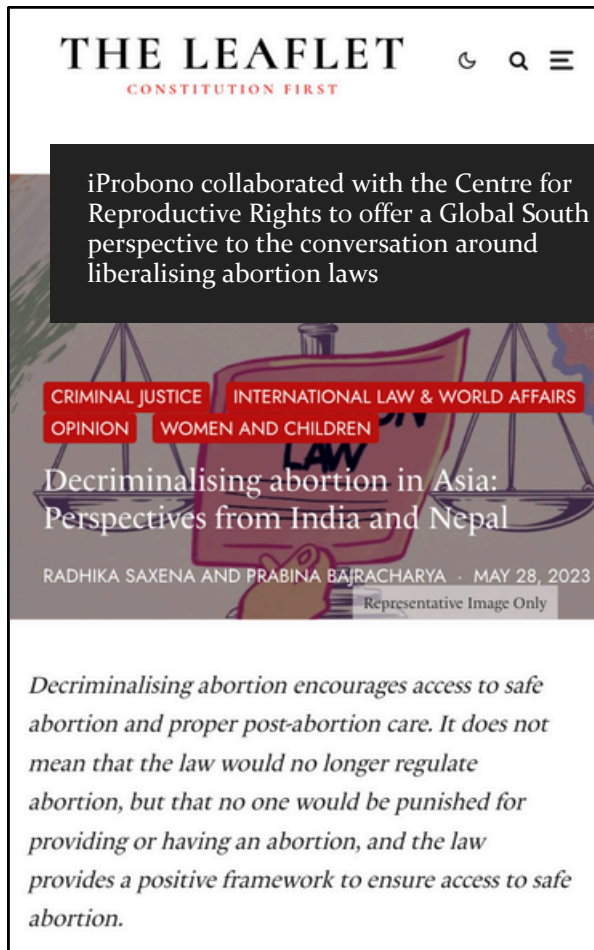 THE LEAFLET
CONSTITUTION FIRST
iProbono collaborated with the Centre for
Reproductive Rights to offer a Global South
perspective to the conversation around
liberalising abortion laws
CRIMINAL JUSTICE INTERNATIONAL LAW & WORLD AFFAIRS
OPINION WOMEN AND CHILDREN
LAW
Decriminalising abortion in Asia:
Perspectives from India and Nepal
RADHIKA SAXENA AND PRABINA BAJRACHARYA · MAY 28, 2023
Representative Image Only
Decriminalising abortion encourages access to safe
abortion and proper post-abortion care. It does not
mean that the law would no longer regulate
abortion, but that no one would be punished for
providing or having an abortion, and the law
provides a positive framework to ensure access to safe
abortion.